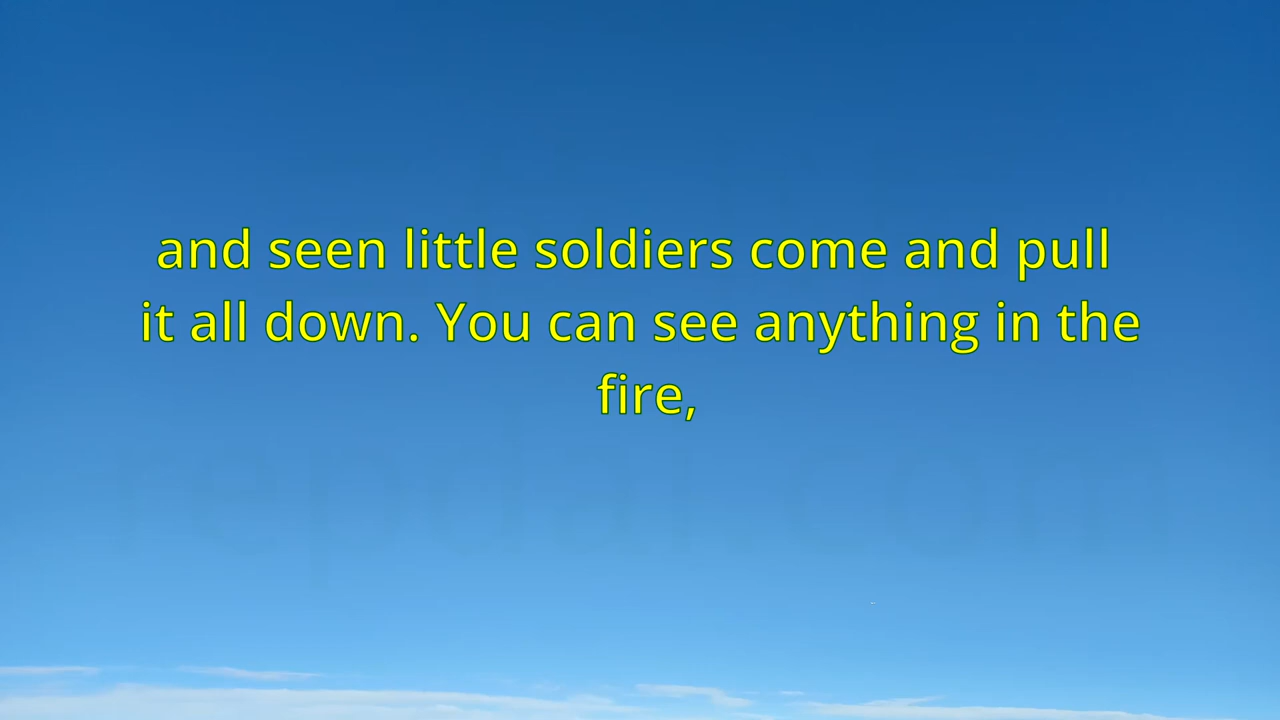 and seen little soldiers come and pull
it all down. You can see anything in the
fire,